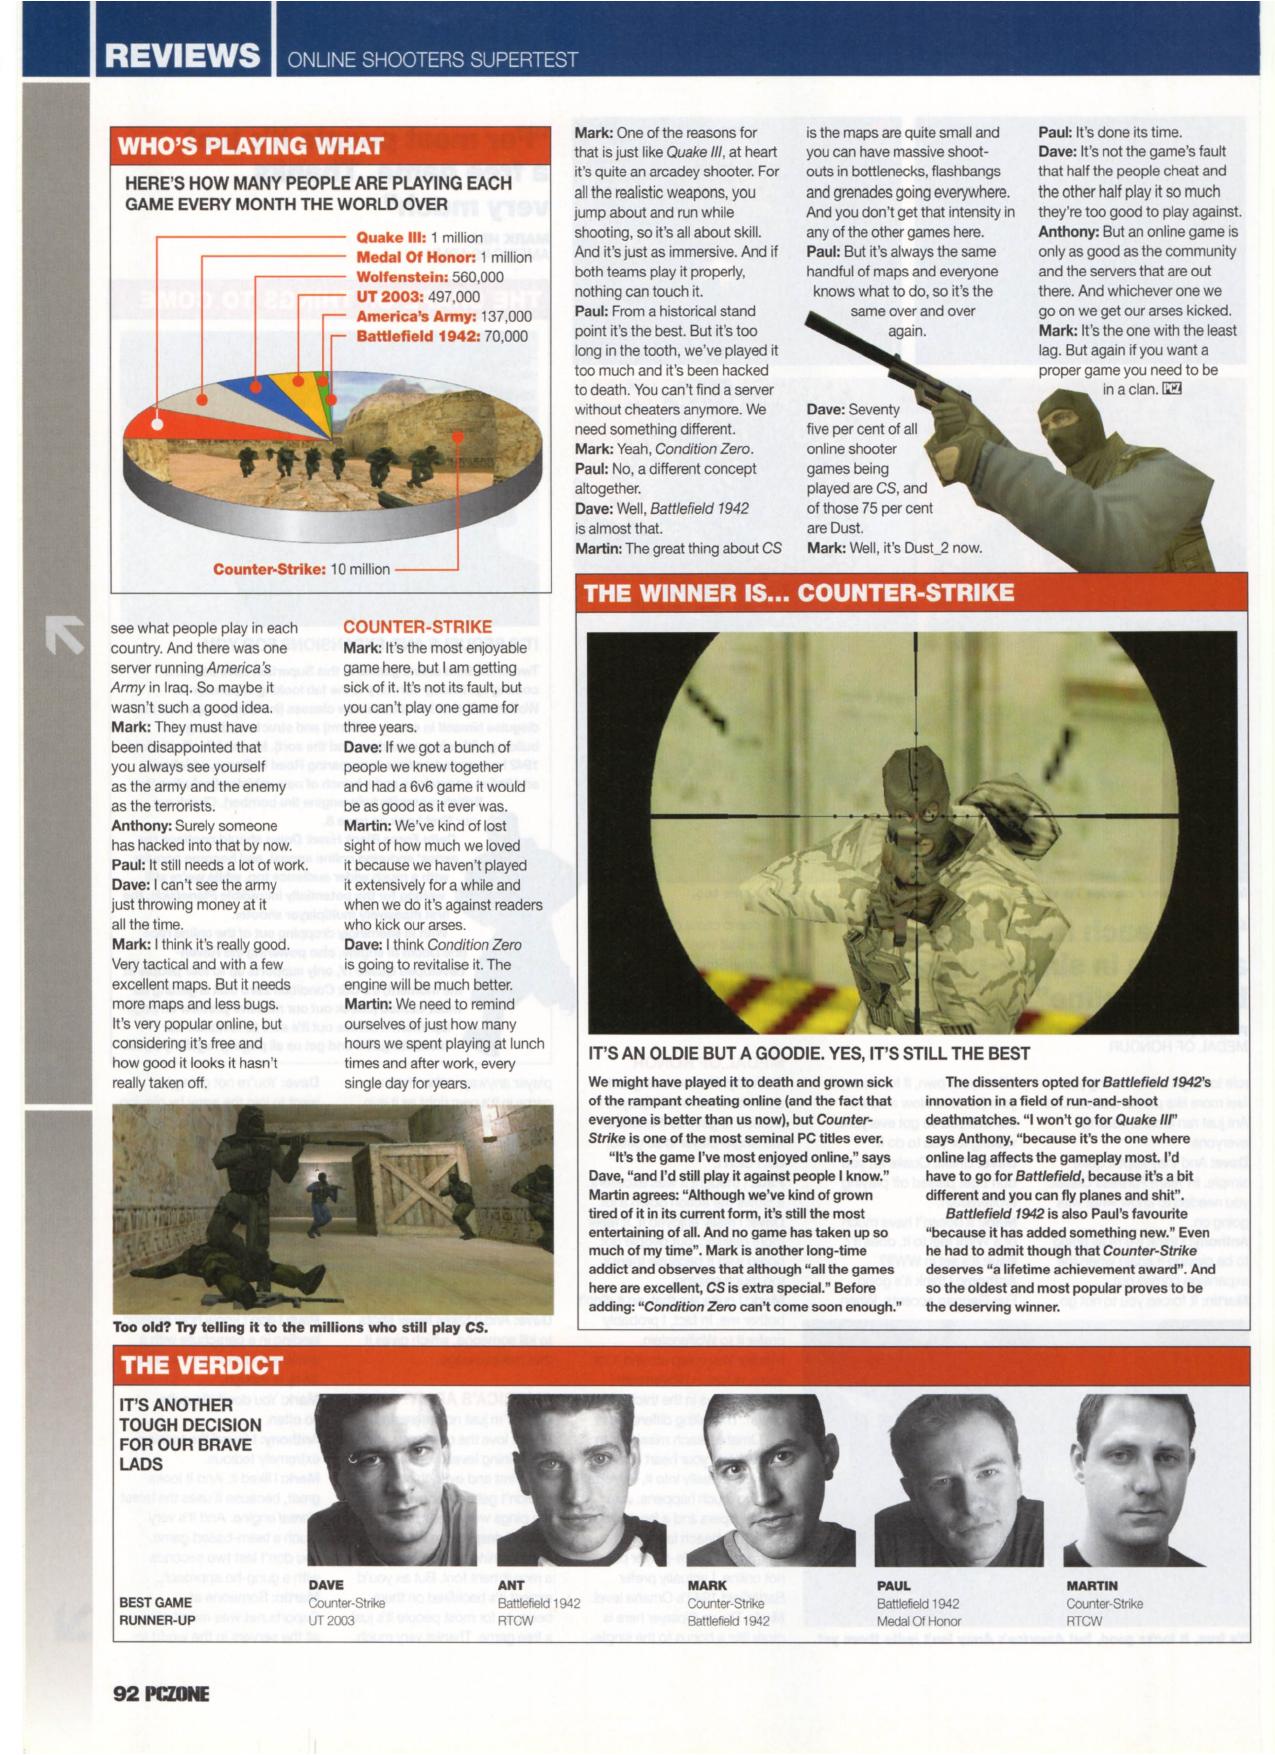 REVIEWS
ONLINE SHOOTERS SUPERTEST
WHO'S PLAYING WHAT
HERE'S HOW MANY PEOPLE ARE PLAYING EACH
GAME EVERY MONTH THE WORLD OVER
Quake III: 1 million
Medal Of Honor: 1 million
Wolfenstein: 560,000
UT 2003: 497,000
America's Army: 137,000
Battlefield 1942: 70,000
Counter-Strike: 10 million
see what people play in each
country. And there was one
server running America's
Army in Iraq. So maybe it
wasn't such a good idea.
Mark: They must have
been disappointed that
you always see yourself
as the army and the enemy
as the terrorists.
Anthony: Surely someone
has hacked into that by now.
Paul: It still needs a lot of work.
Dave: I can't see the army
just throwing money at it
all the time.
Mark: I think it's really good.
Very tactical and with a few
excellent maps. But it needs
more maps and less bugs.
It's very popular online, but
considering it's free and
how good it looks it hasn't
really taken off.
COUNTER-STRIKE
Mark: It's the most enjoyable
game here, but I am getting
sick of it. It's not its fault, but
you can't play one game for
three years.
Dave: If we got a bunch of
people we knew together
and had a 6v6 game it would
be as good as it ever was.
Martin: We've kind of lost
sight of how much we loved
it because we haven't played
it extensively for a while and
when we do it's against readers
who kick our arses.
Dave: I think Condition Zero
is going to revitalise it. The
engine will be much better.
Martin: We need to remind
ourselves of just how many
hours we spent playing at lunch
times and after work, every
single day for years.
Too old? Try telling it to the millions who still play CS.
Mark: One of the reasons for
that is just like Quake III, at heart
it's quite an arcadey shooter. For
all the realistic weapons, you
jump about and run while
shooting, so it's all about skill.
And it's just as immersive. And if
both teams play it properly,
nothing can touch it.
Paul: From a historical stand
point it's the best. But it's too
long in the tooth, we've played it
too much and it's been hacked
to death. You can't find a server
without cheaters anymore. We
need something different.
Mark: Yeah, Condition Zero.
Paul: No, a different concept
altogether.
Dave: Well, Battlefield 1942
is almost that.
Martin: The great thing about CS
is the maps are quite small and
you can have massive shoot-
outs in bottlenecks, flashbangs
and grenades going everywhere.
And you don't get that intensity in
any of the other games here.
Paul: But it's always the same
handful of maps and everyone
knows what to do, so it's the
same over and over
again.
Dave: Seventy
five per cent of all
online shooter
games being
played are CS, and
of those 75 per cent
are Dust.
Mark: Well, it's Dust_2 now.
Paul: It's done its time.
Dave: It's not the game's fault
that half the people cheat and
the other half play it so much
they're too good to play against.
Anthony: But an online game is
only as good as the community
and the servers that are out
there. And whichever one we
go on we get our arses kicked.
Mark: It's the one with the least
lag. But again if you want a
proper game you need to be
in a clan. PCZ
THE WINNER IS... COUNTER-STRIKE
IT'S AN OLDIE BUT A GOODIE. YES, IT'S STILL THE BEST
We might have played it to death and grown sick
of the rampant cheating online (and the fact that
everyone is better than us now), but Counter-
Strike is one of the most seminal PC titles ever.
"It's the game I've most enjoyed online," says
Dave, "and I'd still play it against people I know."
Martin agrees: "Although we've kind of grown
tired of it in its current form, it's still the most
entertaining of all. And no game has taken up so
much of my time". Mark is another long-time
addict and observes that although "all the games
here are excellent, CS is extra special." Before
adding: "Condition Zero can't come soon enough."
The dissenters opted for Battlefield 1942's
innovation in a field of run-and-shoot
deathmatches. "I won't go for Quake III"
says Anthony, "because it's the one where
online lag affects the gameplay most. I'd
have to go for Battlefield, because it's a bit
different and you can fly planes and shit".
Battlefield 1942 is also Paul's favourite
"because it has added something new." Even
he had to admit though that Counter-Strike
deserves "a lifetime achievement award". And
so the oldest and most popular proves to be
the deserving winner.
THE VERDICT
IT'S ANOTHER
TOUGH DECISION
FOR OUR BRAVE
LADS
DAVE ANT MARK PAUL MARTIN
BEST GAME Counter-Strike Battlefield 1942 Counter-Strike Battlefield 1942 Counter-Strike
RUNNER-UP UT 2003 RTCW Battlefield 1942 Medal Of Honor RTCW
92 PCZONE